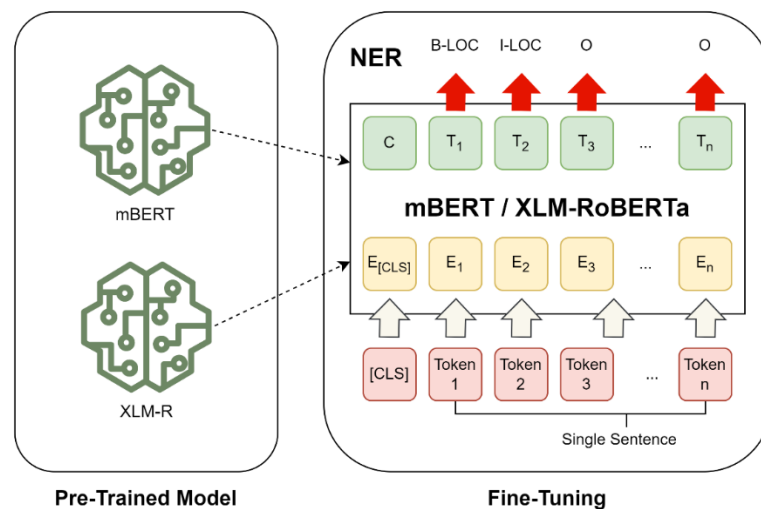 mBERT
XLM-R
Pre-Trained Model
NER
B-LOC I-LOC O O
C T1 T2 T3 ... Tn
mBERT / XLM-RoBERTa
E[CLS] E1 E2 E3 ... En
[CLS] Token 1 Token 2 Token 3 ... Token n
Single Sentence
Fine-Tuning